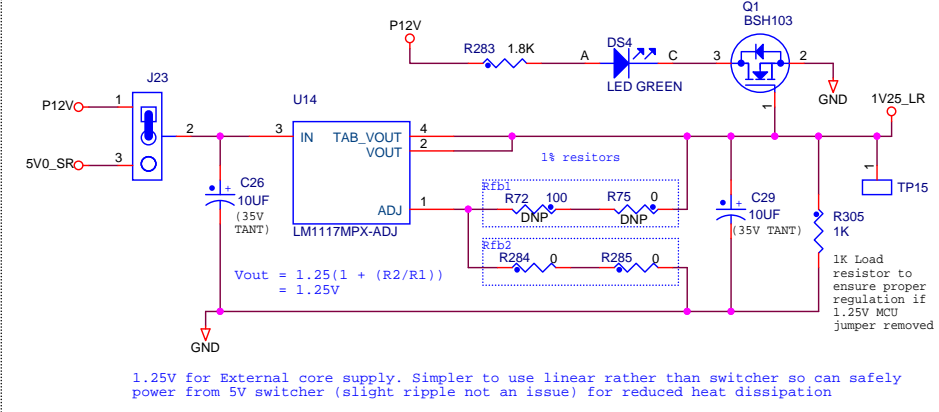 Q1
BSH103
P12V
R283 1.8K
DS4
A C 3 2
LED GREEN
GND
1
J23
P12V 1
2
5V0_SR 3
U14
3 IN TAB_VOUT 4
VOUT 2
ADJ 1
LM1117MPX-ADJ
1V25_LR
1% resitors
Rfb1
R72 100 R75 0
DNP DNP
Rfb2
R284 0 R285 0
+ C26
10UF
(35V
TANT)
+ C29
10UF
(35V TANT)
1
TP15
R305
1K
1K Load
resistor to
ensure proper
regulation if
1.25V MCU
jumper removed
Vout = 1.25(1 + (R2/R1))
= 1.25V
GND
1.25V for External core supply. Simpler to use linear rather than switcher so can safely
power from 5V switcher (slight ripple not an issue) for reduced heat dissipation